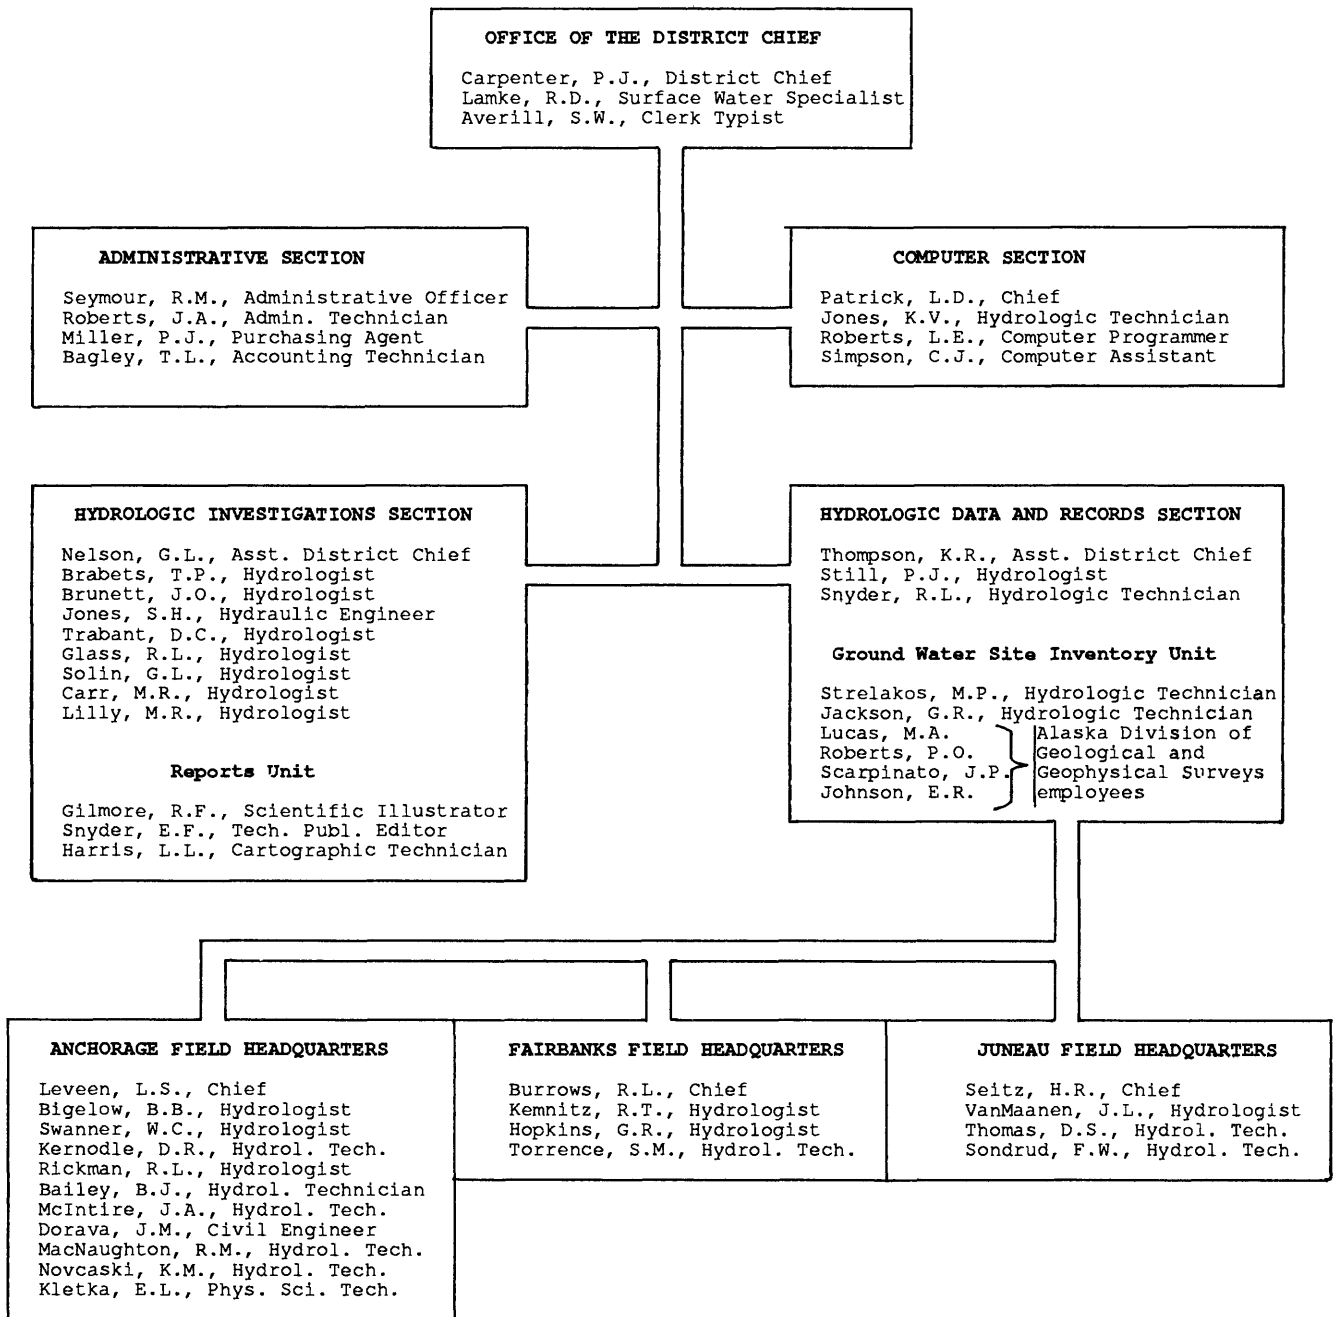 OFFICE OF THE DISTRICT CHIEF
Carpenter, P.J., District Chief
Lamke, R.D., Surface Water Specialist
Averill, S.W., Clerk Typist
ADMINISTRATIVE SECTION
Seymour, R.M., Administrative Officer
Roberts, J.A., Admin. Technician
Miller, P.J., Purchasing Agent
Bagley, T.L., Accounting Technician
COMPUTER SECTION
Patrick, L.D., Chief
Jones, K.V., Hydrologic Technician
Roberts, L.E., Computer Programmer
Simpson, C.J., Computer Assistant
HYDROLOGIC INVESTIGATIONS SECTION
Nelson, G.L., Asst. District Chief
Brabets, T.P., Hydrologist
Brunett, J.O., Hydrologist
Jones, S.H., Hydraulic Engineer
Trabant, D.C., Hydrologist
Glass, R.L., Hydrologist
Solin, G.L., Hydrologist
Carr, M.R., Hydrologist
Lilly, M.R., Hydrologist
Reports Unit
Gilmore, R.F., Scientific Illustrator
Snyder, E.F., Tech. Publ. Editor
Harris, L.L., Cartographic Technician
HYDROLOGIC DATA AND RECORDS SECTION
Thompson, K.R., Asst. District Chief
Still, P.J., Hydrologist
Snyder, R.L., Hydrologic Technician
Ground Water Site Inventory Unit
Strelakos, M.P., Hydrologic Technician
Jackson, G.R., Hydrologic Technician
Lucas, M.A.
Roberts, P.O.
Scarpinato, J.P.
Johnson, E.R.
Alaska Division of
Geological and
Geophysical Surveys
employees
ANCHORAGE FIELD HEADQUARTERS
Leveen, L.S., Chief
Bigelow, B.B., Hydrologist
Swanner, W.C., Hydrologist
Kernodle, D.R., Hydrol. Tech.
Rickman, R.L., Hydrologist
Bailey, B.J., Hydrol. Technician
McIntire, J.A., Hydrol. Tech.
Dorava, J.M., Civil Engineer
MacNaughton, R.M., Hydrol. Tech.
Novcaski, K.M., Hydrol. Tech.
Kletka, E.L., Phys. Sci. Tech.
FAIRBANKS FIELD HEADQUARTERS
Burrows, R.L., Chief
Kemnitz, R.T., Hydrologist
Hopkins, G.R., Hydrologist
Torrence, S.M., Hydrol. Tech.
JUNEAU FIELD HEADQUARTERS
Seitz, H.R., Chief
VanMaanen, J.L., Hydrologist
Thomas, D.S., Hydrol. Tech.
Sondrud, F.W., Hydrol. Tech.